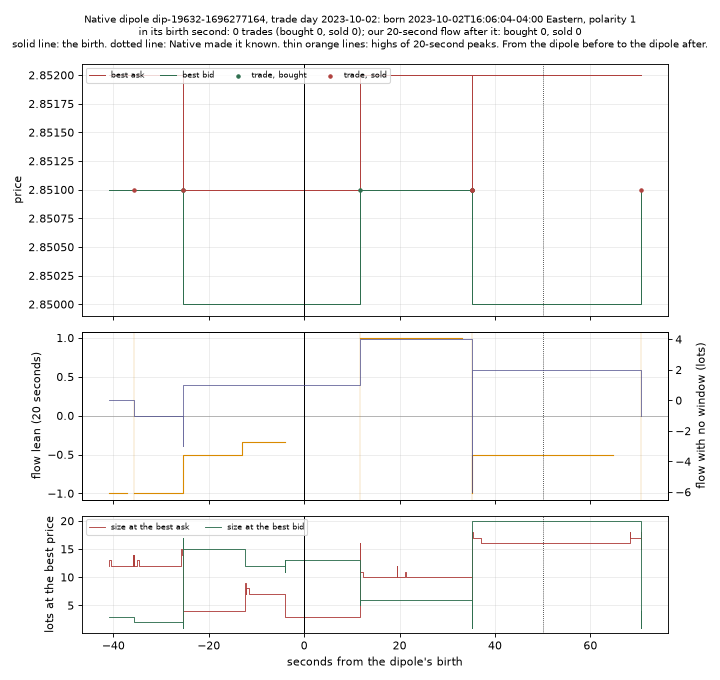 Native dipole dip-19632-1696277164, trade day 2023-10-02: born 2023-10-02T16:06:04-04:00 Eastern, polarity 1
in its birth second: 0 trades (bought 0, sold 0); our 20-second flow after it: bought 0, sold 0
solid line: the birth. dotted line: Native made it known. thin orange lines: highs of 20-second peaks. From the dipole before to the dipole after.
best ask best bid trade, bought trade, sold
2.85200
2.85175
2.85150
2.85125
2.85100
2.85075
2.85050
2.85025
2.85000
price
1.0
0.5
0.0
−0.5
−1.0
flow lean (20 seconds)
4
2
0
−2
−4
−6
flow with no window (lots)
size at the best ask size at the best bid
20
15
10
5
lots at the best price
−40 −20 0 20 40 60
seconds from the dipole's birth